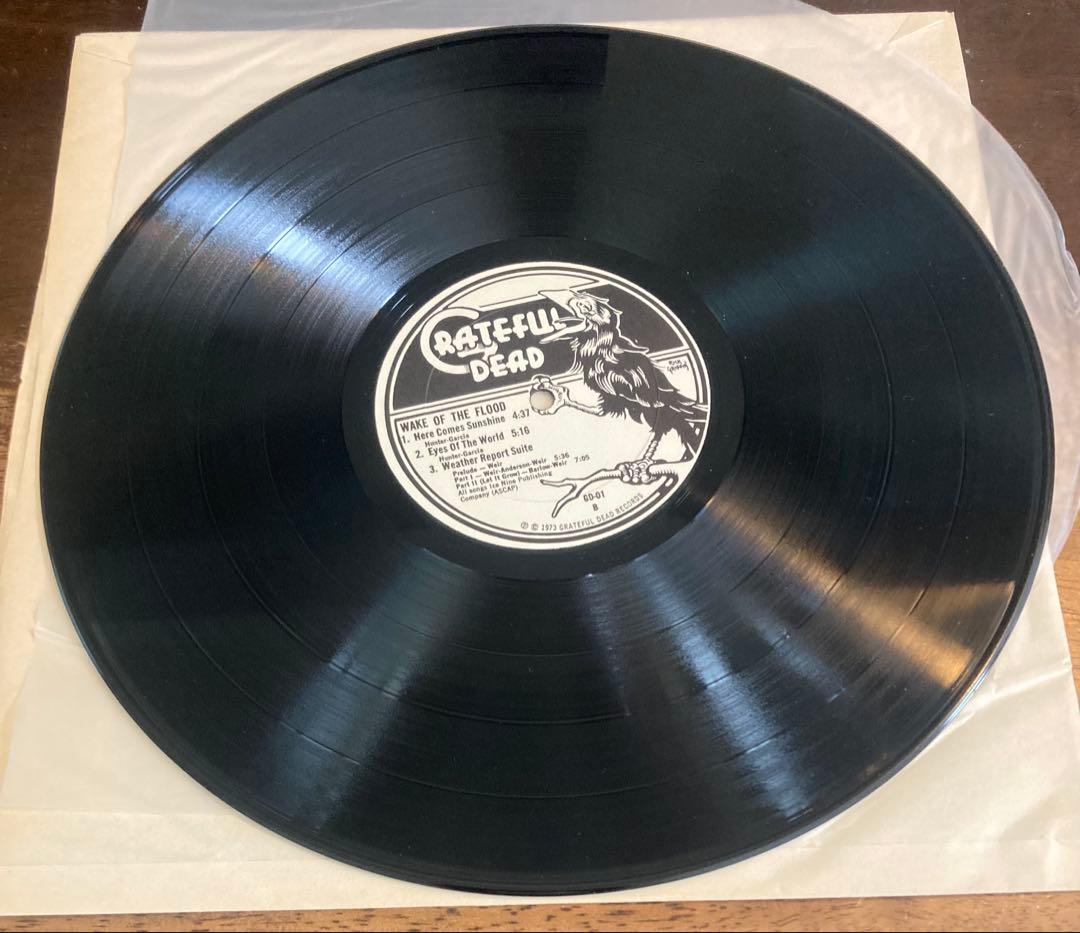 GRATEFUL
DEAD
RICK
GRIFFIN
WAKE OF THE FLOOD
1. Here Comes Sunshine 4:37
Hunter-Garcia
2. Eyes Of The World 5:16
Hunter-Garcia
3. Weather Report Suite
Prelude — Weir
Part I — Weir-Anderson-Weir 5:36
Part II (Let It Grow) — Barlow-Weir 7:05
All songs Ice Nine Publishing
Company (ASCAP)
GD-01
B
℗ © 1973 GRATEFUL DEAD RECORDS